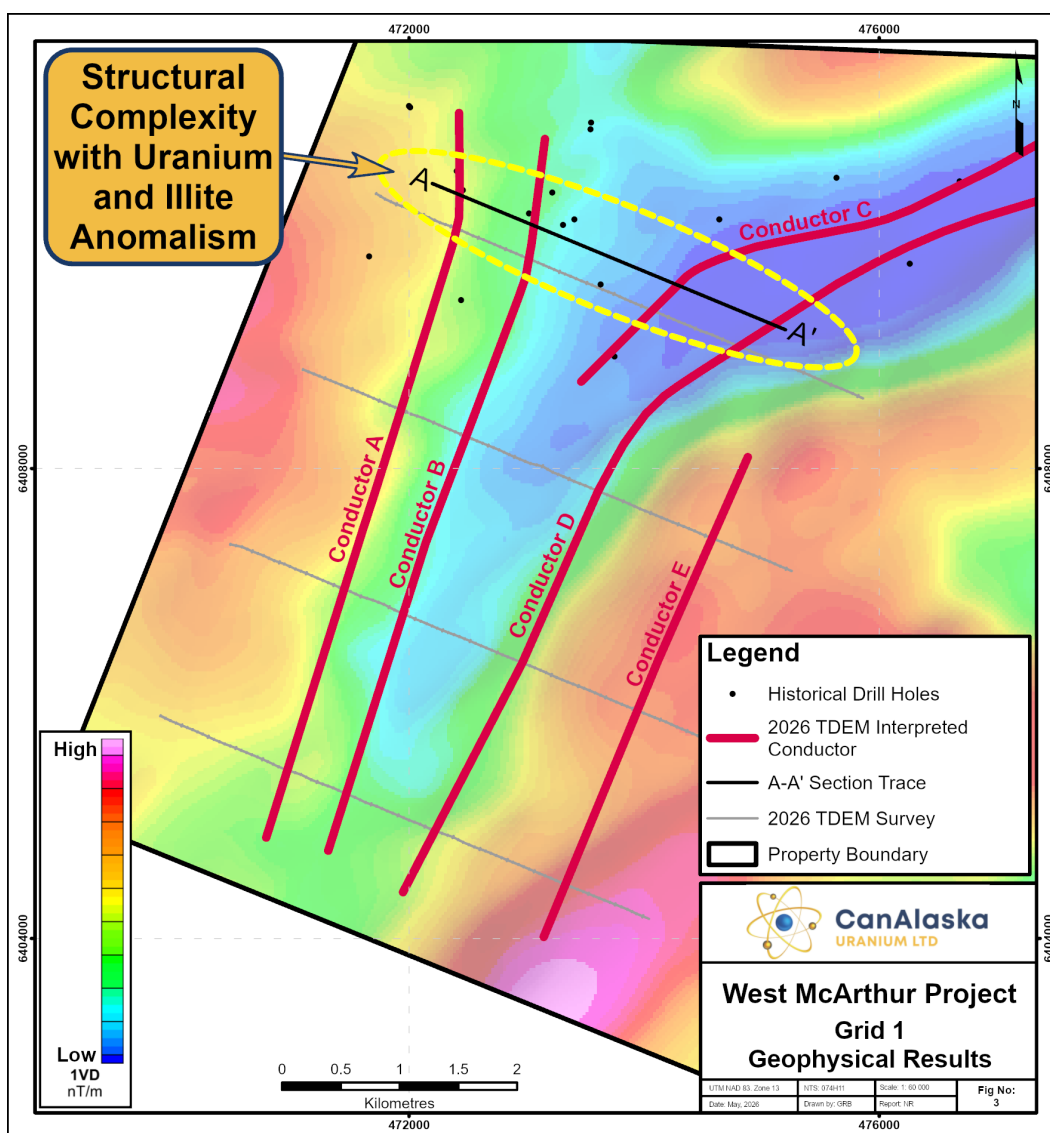 472000
476000
Structural
Complexity
with Uranium
and Illite
Anomalism
N
A
A'
Conductor C
6408000
6408000
Conductor A
Conductor B
Conductor D
Conductor E
Legend
Historical Drill Holes
2026 TDEM Interpreted
Conductor
A-A' Section Trace
2026 TDEM Survey
Property Boundary
High
Low
1VD
nT/m
0 0.5 1 1.5 2
Kilometres
6404000
6404000
CanAlaska
URANIUM LTD
West McArthur Project
Grid 1
Geophysical Results
UTM NAD 83. Zone 13
NTS: 074H11
Scale: 1: 60 000
Fig No:
3
Date: May, 2026
Drawn by: GRB
Report: NR
472000
476000